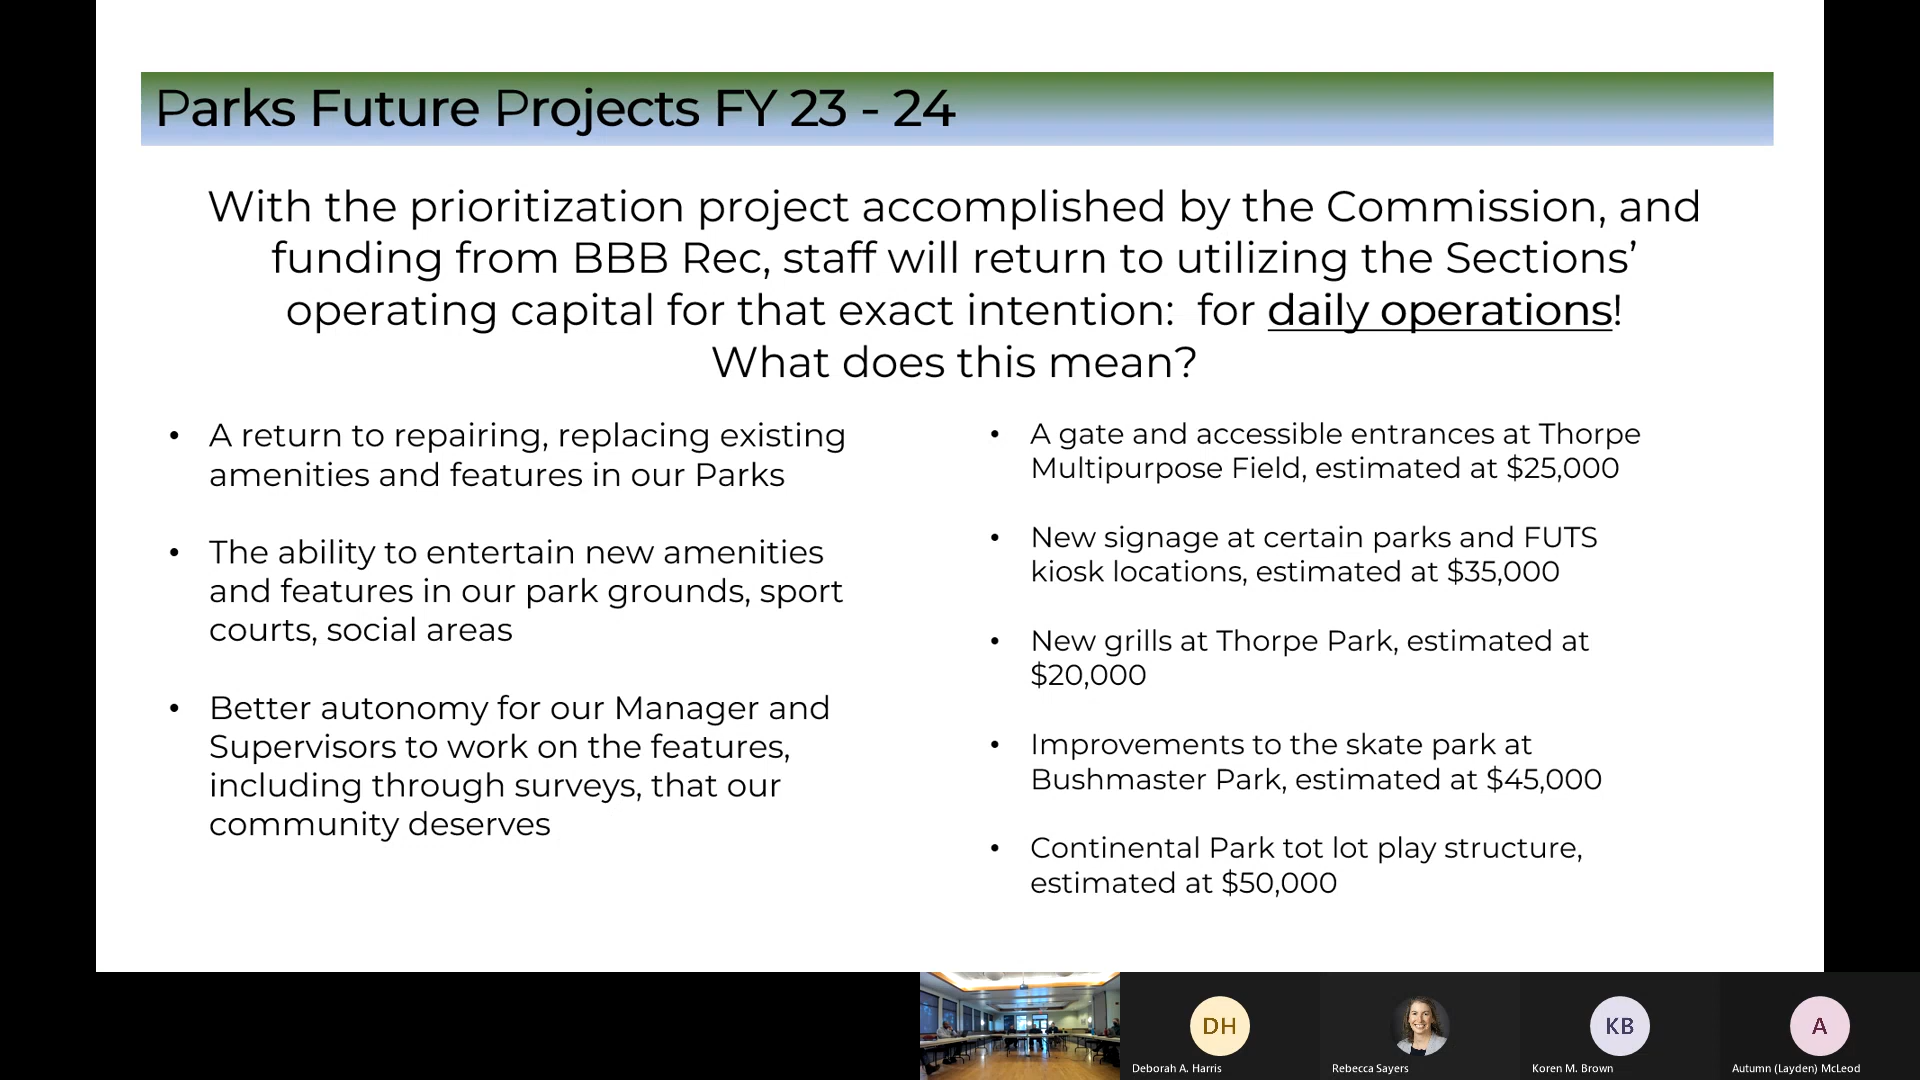 Parks Future Projects FY 23 - 24
With the prioritization project accomplished by the Commission, and
funding from BBB Rec, staff will return to utilizing the Sections’
operating capital for that exact intention:  for daily operations!
What does this mean?
• A return to repairing, replacing existing
amenities and features in our Parks
• The ability to entertain new amenities
and features in our park grounds, sport
courts, social areas
• Better autonomy for our Manager and
Supervisors to work on the features,
including through surveys, that our
community deserves
• A gate and accessible entrances at Thorpe
Multipurpose Field, estimated at $25,000
• New signage at certain parks and FUTS
kiosk locations, estimated at $35,000
• New grills at Thorpe Park, estimated at
$20,000
• Improvements to the skate park at
Bushmaster Park, estimated at $45,000
• Continental Park tot lot play structure,
estimated at $50,000
DH
Deborah A. Harris
Rebecca Sayers
KB
Koren M. Brown
A
Autumn (Layden) McLeod